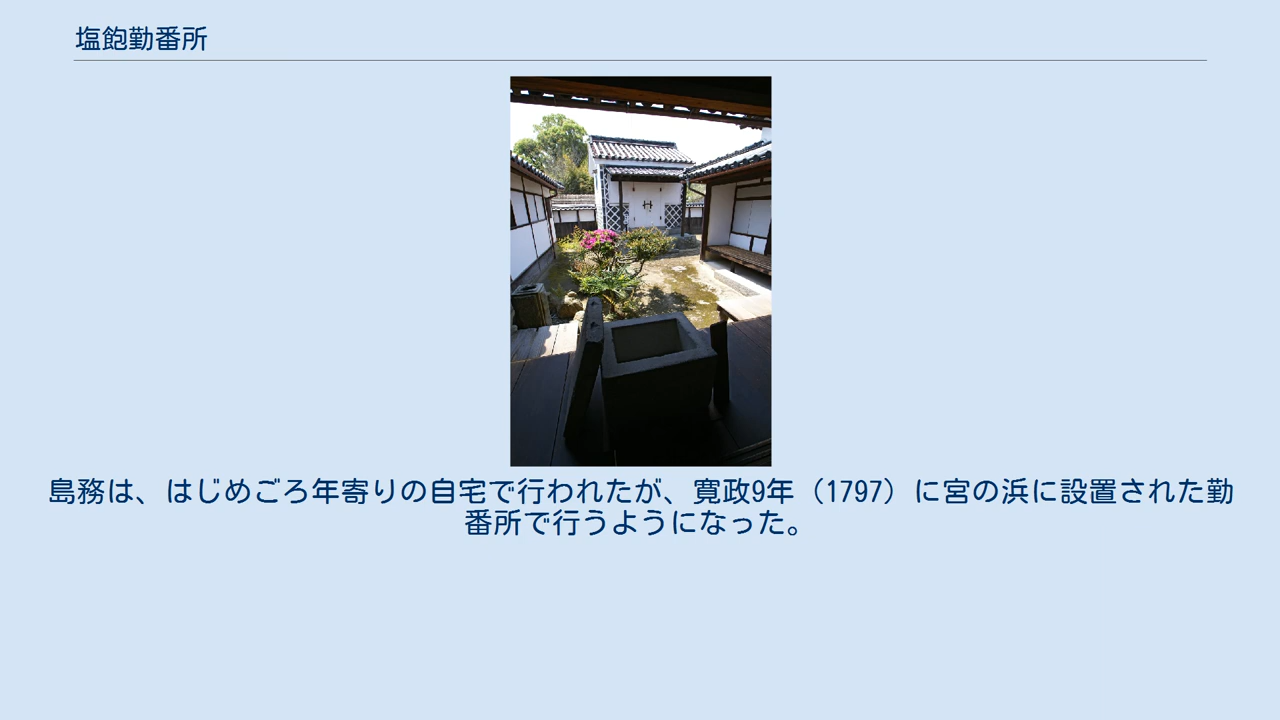 塩飽勤番所
島務は、はじめごろ年寄りの自宅で行われたが、寛政9年（1797）に宮の浜に設置された勤
番所で行うようになった。